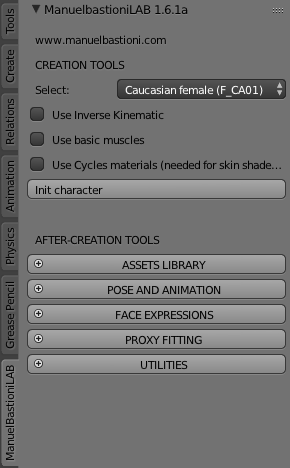 ManuelbastioniLAB 1.6.1a
www.manuelbastioni.com
CREATION TOOLS
Select: Caucasian female (F_CA01)
Use Inverse Kinematic
Use basic muscles
Use Cycles materials (needed for skin shade...
Init character
AFTER-CREATION TOOLS
ASSETS LIBRARY
POSE AND ANIMATION
FACE EXPRESSIONS
PROXY FITTING
UTILITIES
Tools
Create
Relations
Animation
Physics
Grease Pencil
ManuelBastioniLAB